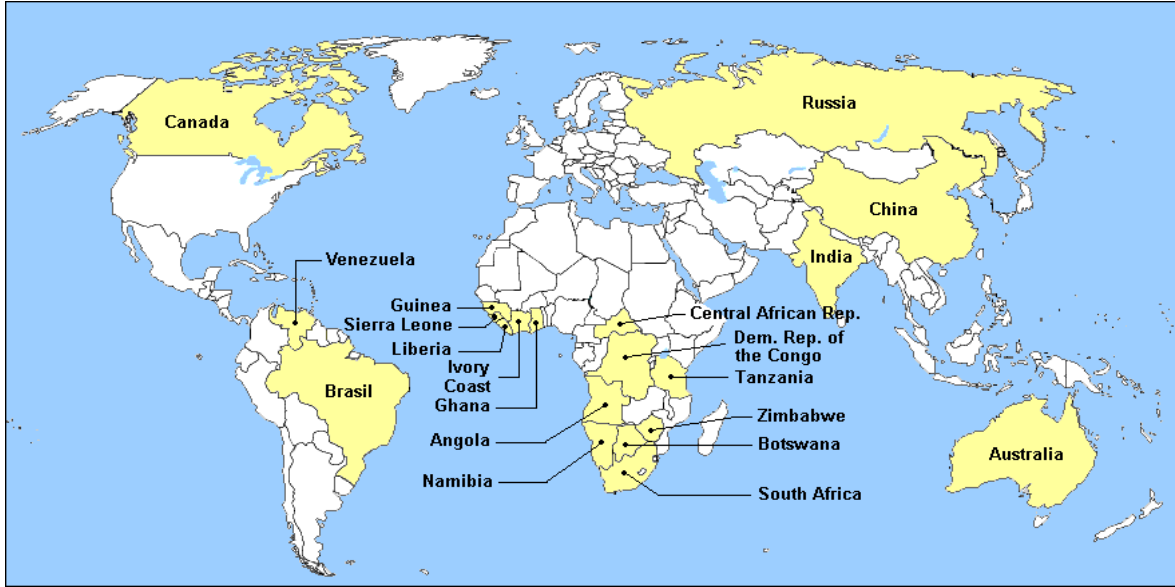 Canada
Russia
China
India
Venezuela
Guinea
Sierra Leone
Liberia
Ivory
Coast
Ghana
Central African Rep.
Dem. Rep. of
the Congo
Tanzania
Brasil
Angola
Namibia
Zimbabwe
Botswana
South Africa
Australia